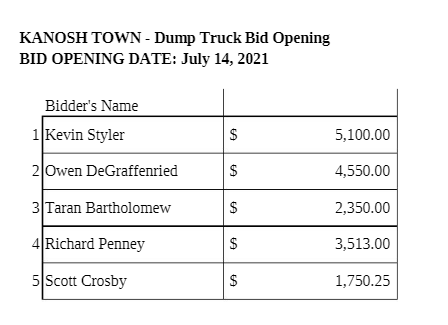 KANOSH TOWN - Dump Truck Bid Opening
BID OPENING DATE: July 14, 2021
Bidder's Name
1 Kevin Styler $ 5,100.00
2 Owen DeGraffenried $ 4,550.00
3 Taran Bartholomew $ 2,350.00
4 Richard Penney $ 3,513.00
5 Scott Crosby $ 1,750.25